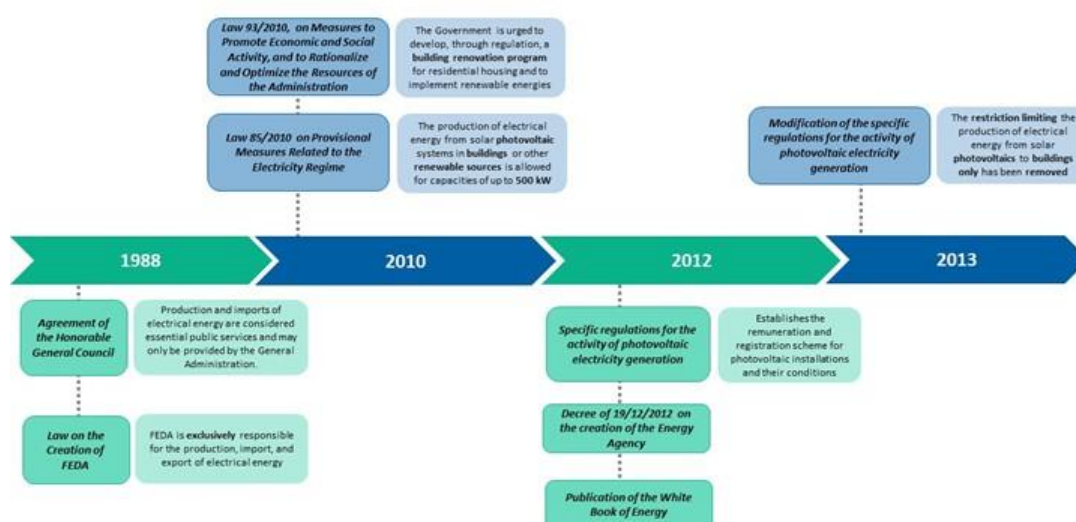 Law 93/2010, on Measures to
Promote Economic and Social
Activity, and to Rationalize
and Optimize the Resources of
the Administration
The Government is urged to
develop, through regulation, a
building renovation program
for residential housing and to
implement renewable energies
Law 85/2010 on Provisional
Measures Related to the
Electricity Regime
The production of electrical
energy from solar photovoltaic
systems in buildings or other
renewable sources is allowed
for capacities of up to 500 kW
Modification of the specific
regulations for the activity of
photovoltaic electricity
generation
The restriction limiting the
production of electrical
energy from solar
photovoltaics to buildings
only has been removed
1988
2010
2012
2013
Agreement of
the Honorable
General Council
Production and imports of
electrical energy are considered
essential public services and may
only be provided by the General
Administration.
Law on the
Creation of
FEDA
FEDA is exclusively responsible
for the production, import, and
export of electrical energy
Specific regulations for the
activity of photovoltaic
electricity generation
Establishes the
remuneration and
registration scheme for
photovoltaic installations
and their conditions
Decree of 19/12/2012 on
the creation of the Energy
Agency
Publication of the White
Book of Energy